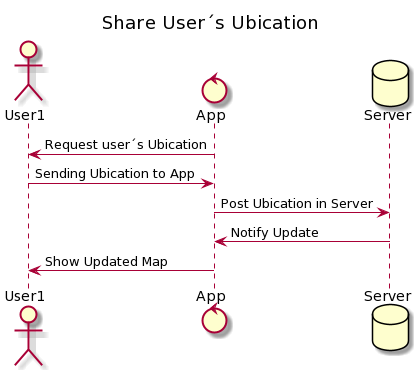 Share User´s Ubication
User1
App
Server
Request user´s Ubication
Sending Ubication to App
Post Ubication in Server
Notify Update
Show Updated Map
User1
App
Server